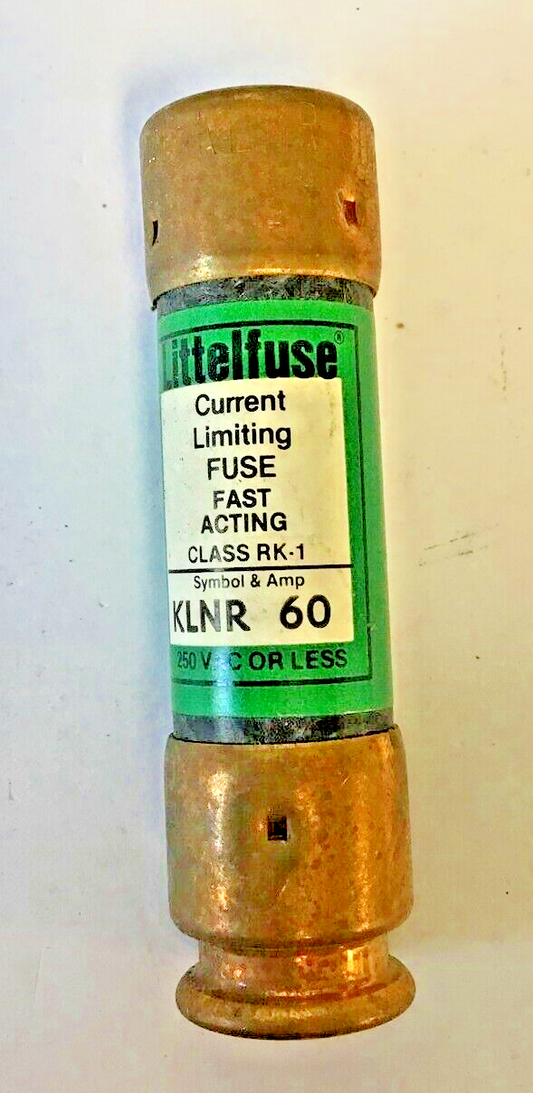 Littelfuse®
Current
Limiting
FUSE
FAST
ACTING
CLASS RK-1
Symbol & Amp
KLNR 60
250 VAC OR LESS